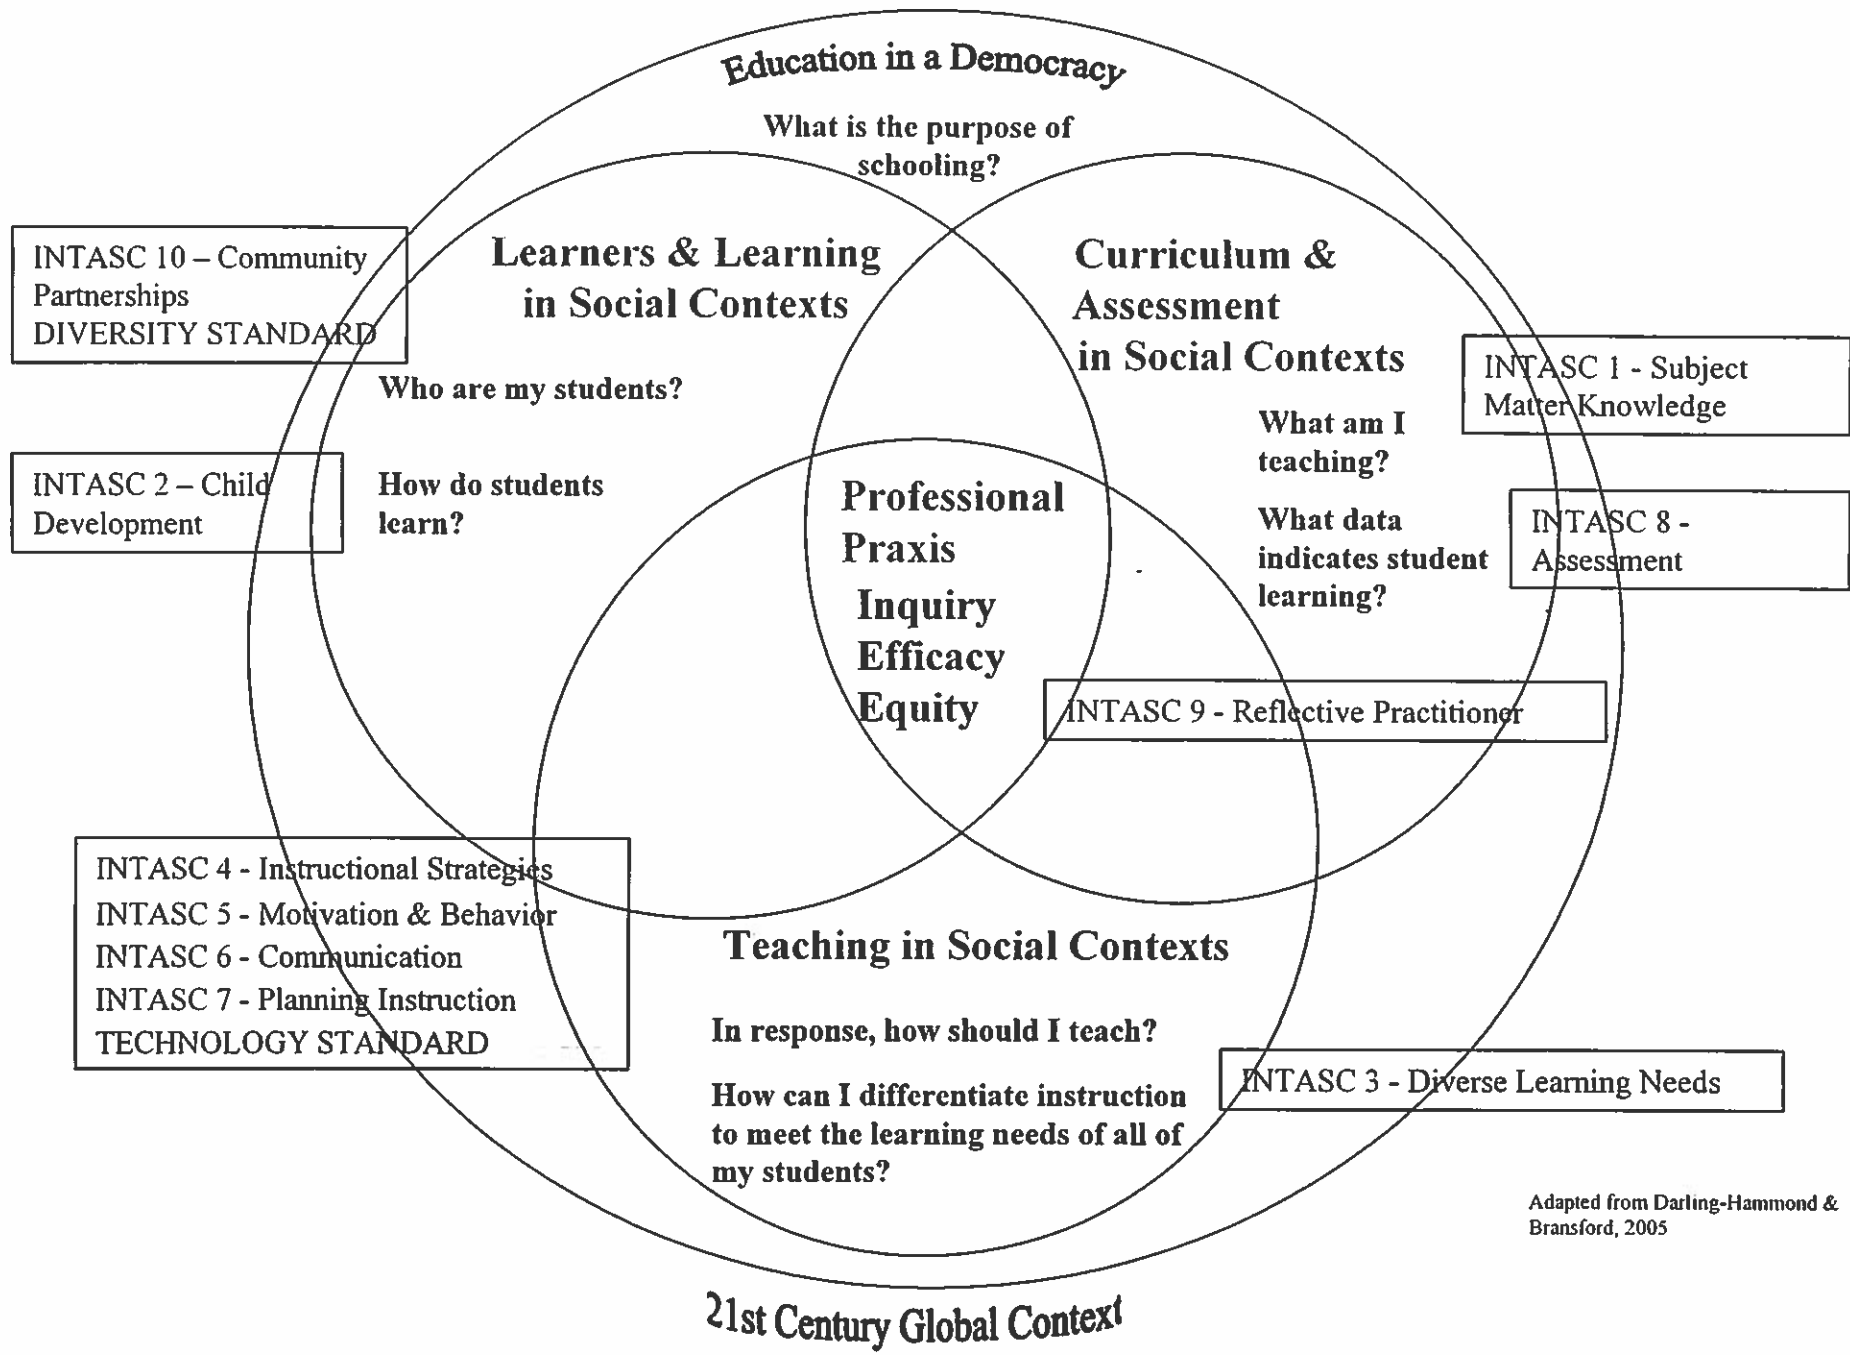 Education in a Democracy
What is the purpose of
schooling?
Learners & Learning
in Social Contexts
Curriculum &
Assessment
in Social Contexts
INTASC 10 – Community
Partnerships
DIVERSITY STANDARD
Who are my students?
INTASC 1 - Subject
Matter Knowledge
What am I
teaching?
INTASC 2 – Child
Development
How do students
learn?
Professional
Praxis
Inquiry
Efficacy
Equity
What data
indicates student
learning?
INTASC 8 -
Assessment
INTASC 9 - Reflective Practitioner
INTASC 4 - Instructional Strategies
INTASC 5 - Motivation & Behavior
INTASC 6 - Communication
INTASC 7 - Planning Instruction
TECHNOLOGY STANDARD
Teaching in Social Contexts
In response, how should I teach?
How can I differentiate instruction
to meet the learning needs of all of
my students?
INTASC 3 - Diverse Learning Needs
Adapted from Darling-Hammond &
Bransford, 2005
21st Century Global Context